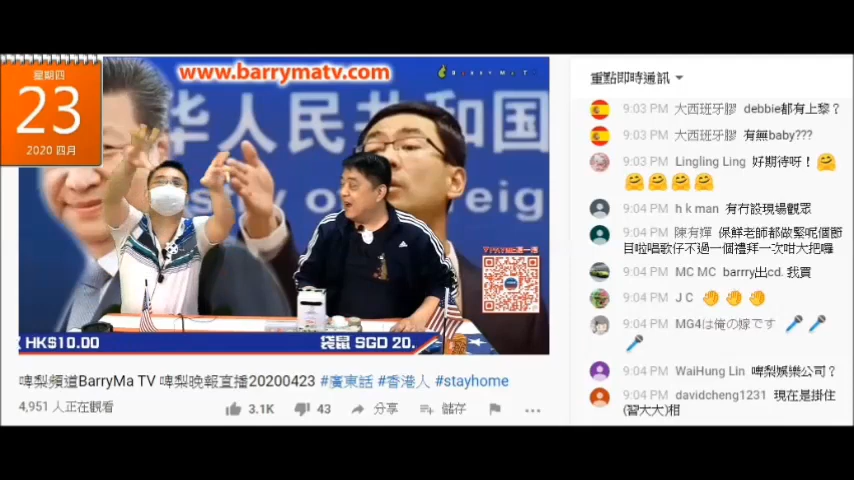 星期四
23
2020 四月
www.barrymatv.com
BARRYMATV
华人民共和国
y of oreig
HK$10.00
袋鼠 SGD 20.
啤梨頻道BarryMa TV 啤梨晚報直播20200423 #廣東話 #香港人 #stayhome
4,951 人正在觀看
3.1K
43
分享
儲存
重點即時通訊
9:03 PM 大西班牙膠 debbie都有上黎？
9:03 PM 大西班牙膠 有無baby???
9:03 PM Lingling Ling 好期待呀！
9:04 PM h k man 有冇設現場觀眾
9:04 PM 陳有嬋 保鮮老師都做緊呢個節
目啦唱歌仔不過一個禮拜一次咁大把囉
9:04 PM MC MC barrry出cd. 我買
9:04 PM J C
9:04 PM MG4は俺の嫁です
9:04 PM WaiHung Lin 啤梨娛樂公司？
9:04 PM davidcheng1231 現在是掛住
(習大大)相